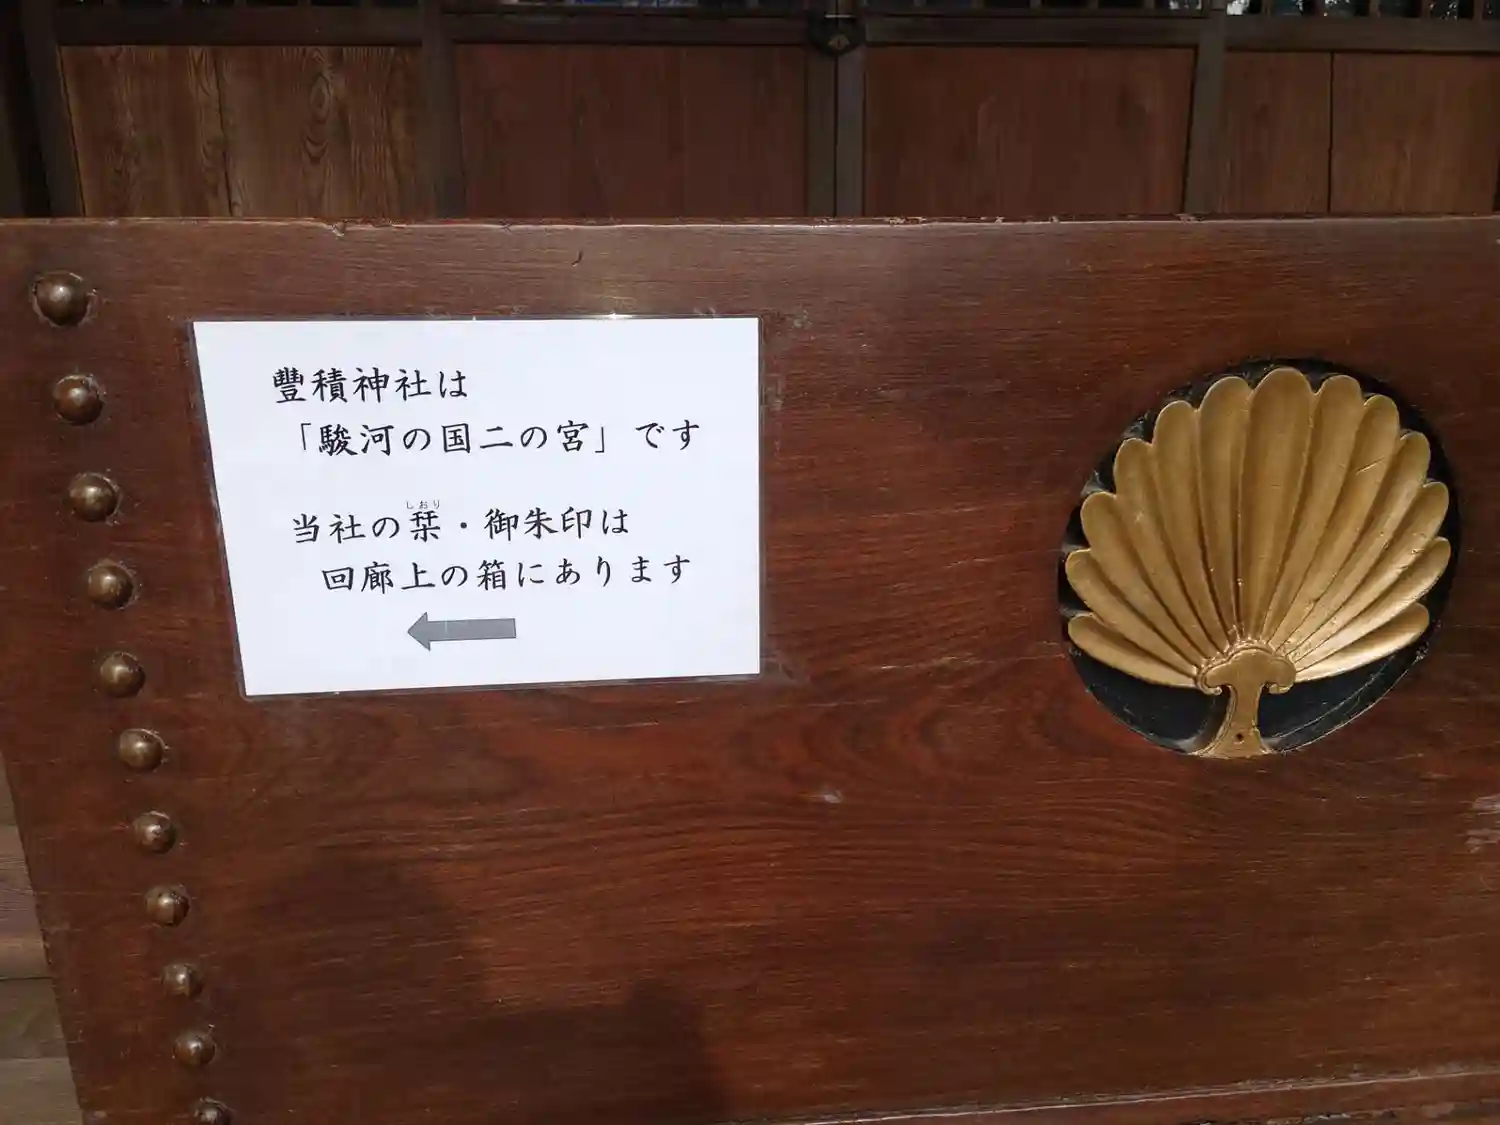 豐積神社は
「駿河の国二の宮」です
しおり
当社の栞・御朱印は
回廊上の箱にあります